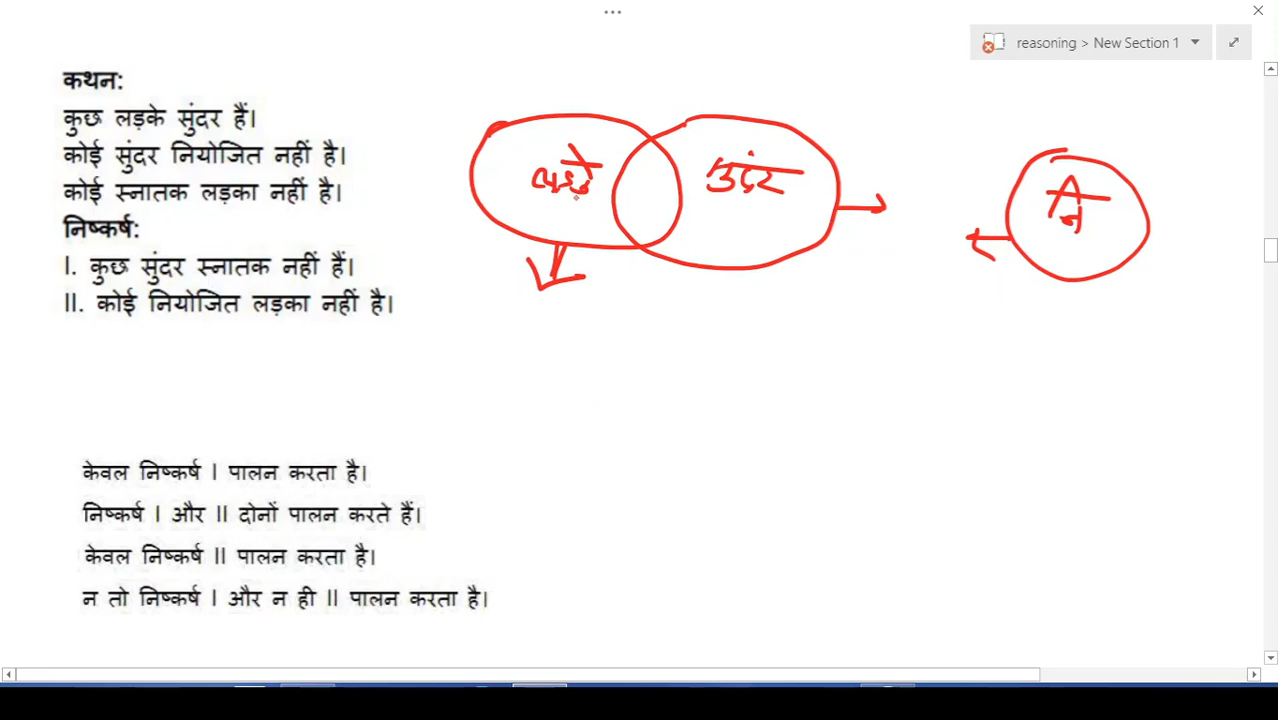 reasoning > New Section 1
कथन:
कुछ लड़के सुंदर हैं।
कोई सुंदर नियोजित नहीं है।
कोई स्नातक लड़का नहीं है।
निष्कर्ष:
I. कुछ सुंदर स्नातक नहीं हैं।
II. कोई नियोजित लड़का नहीं है।
लड़के
सुंदर
नि
केवल निष्कर्ष I पालन करता है।
निष्कर्ष I और II दोनों पालन करते हैं।
केवल निष्कर्ष II पालन करता है।
न तो निष्कर्ष I और न ही II पालन करता है।